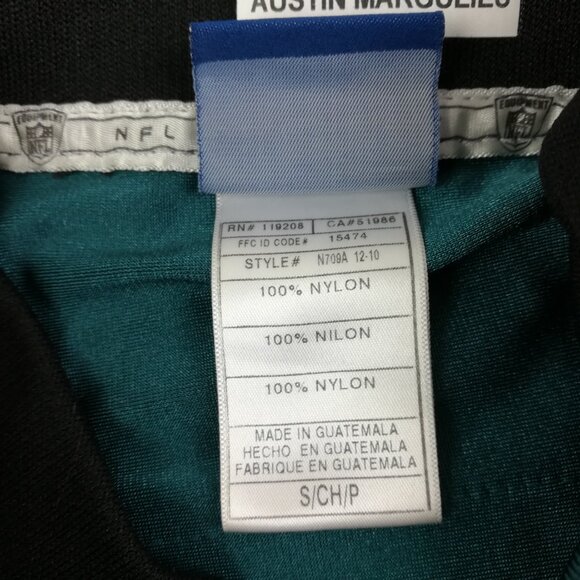 AUSTIN MARGULIES
EQUIPMENT
NFL
NFL
EQUIPMENT
NFL
RN# 119208 CA#51986
FFC ID CODE# 15474
STYLE# N709A 12-10
100% NYLON
100% NILON
100% NYLON
MADE IN GUATEMALA
HECHO EN GUATEMALA
FABRIQUE EN GUATEMALA
S/CH/P